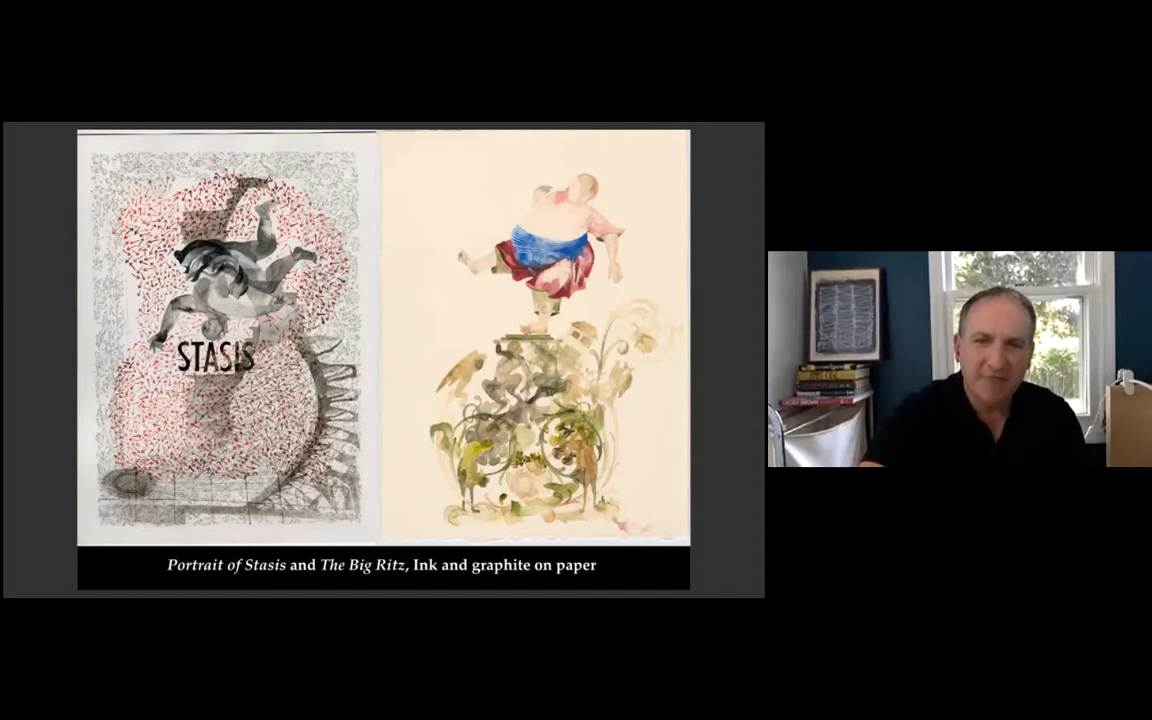 STASIS
Portrait of Stasis and The Big Ritz, Ink and graphite on paper